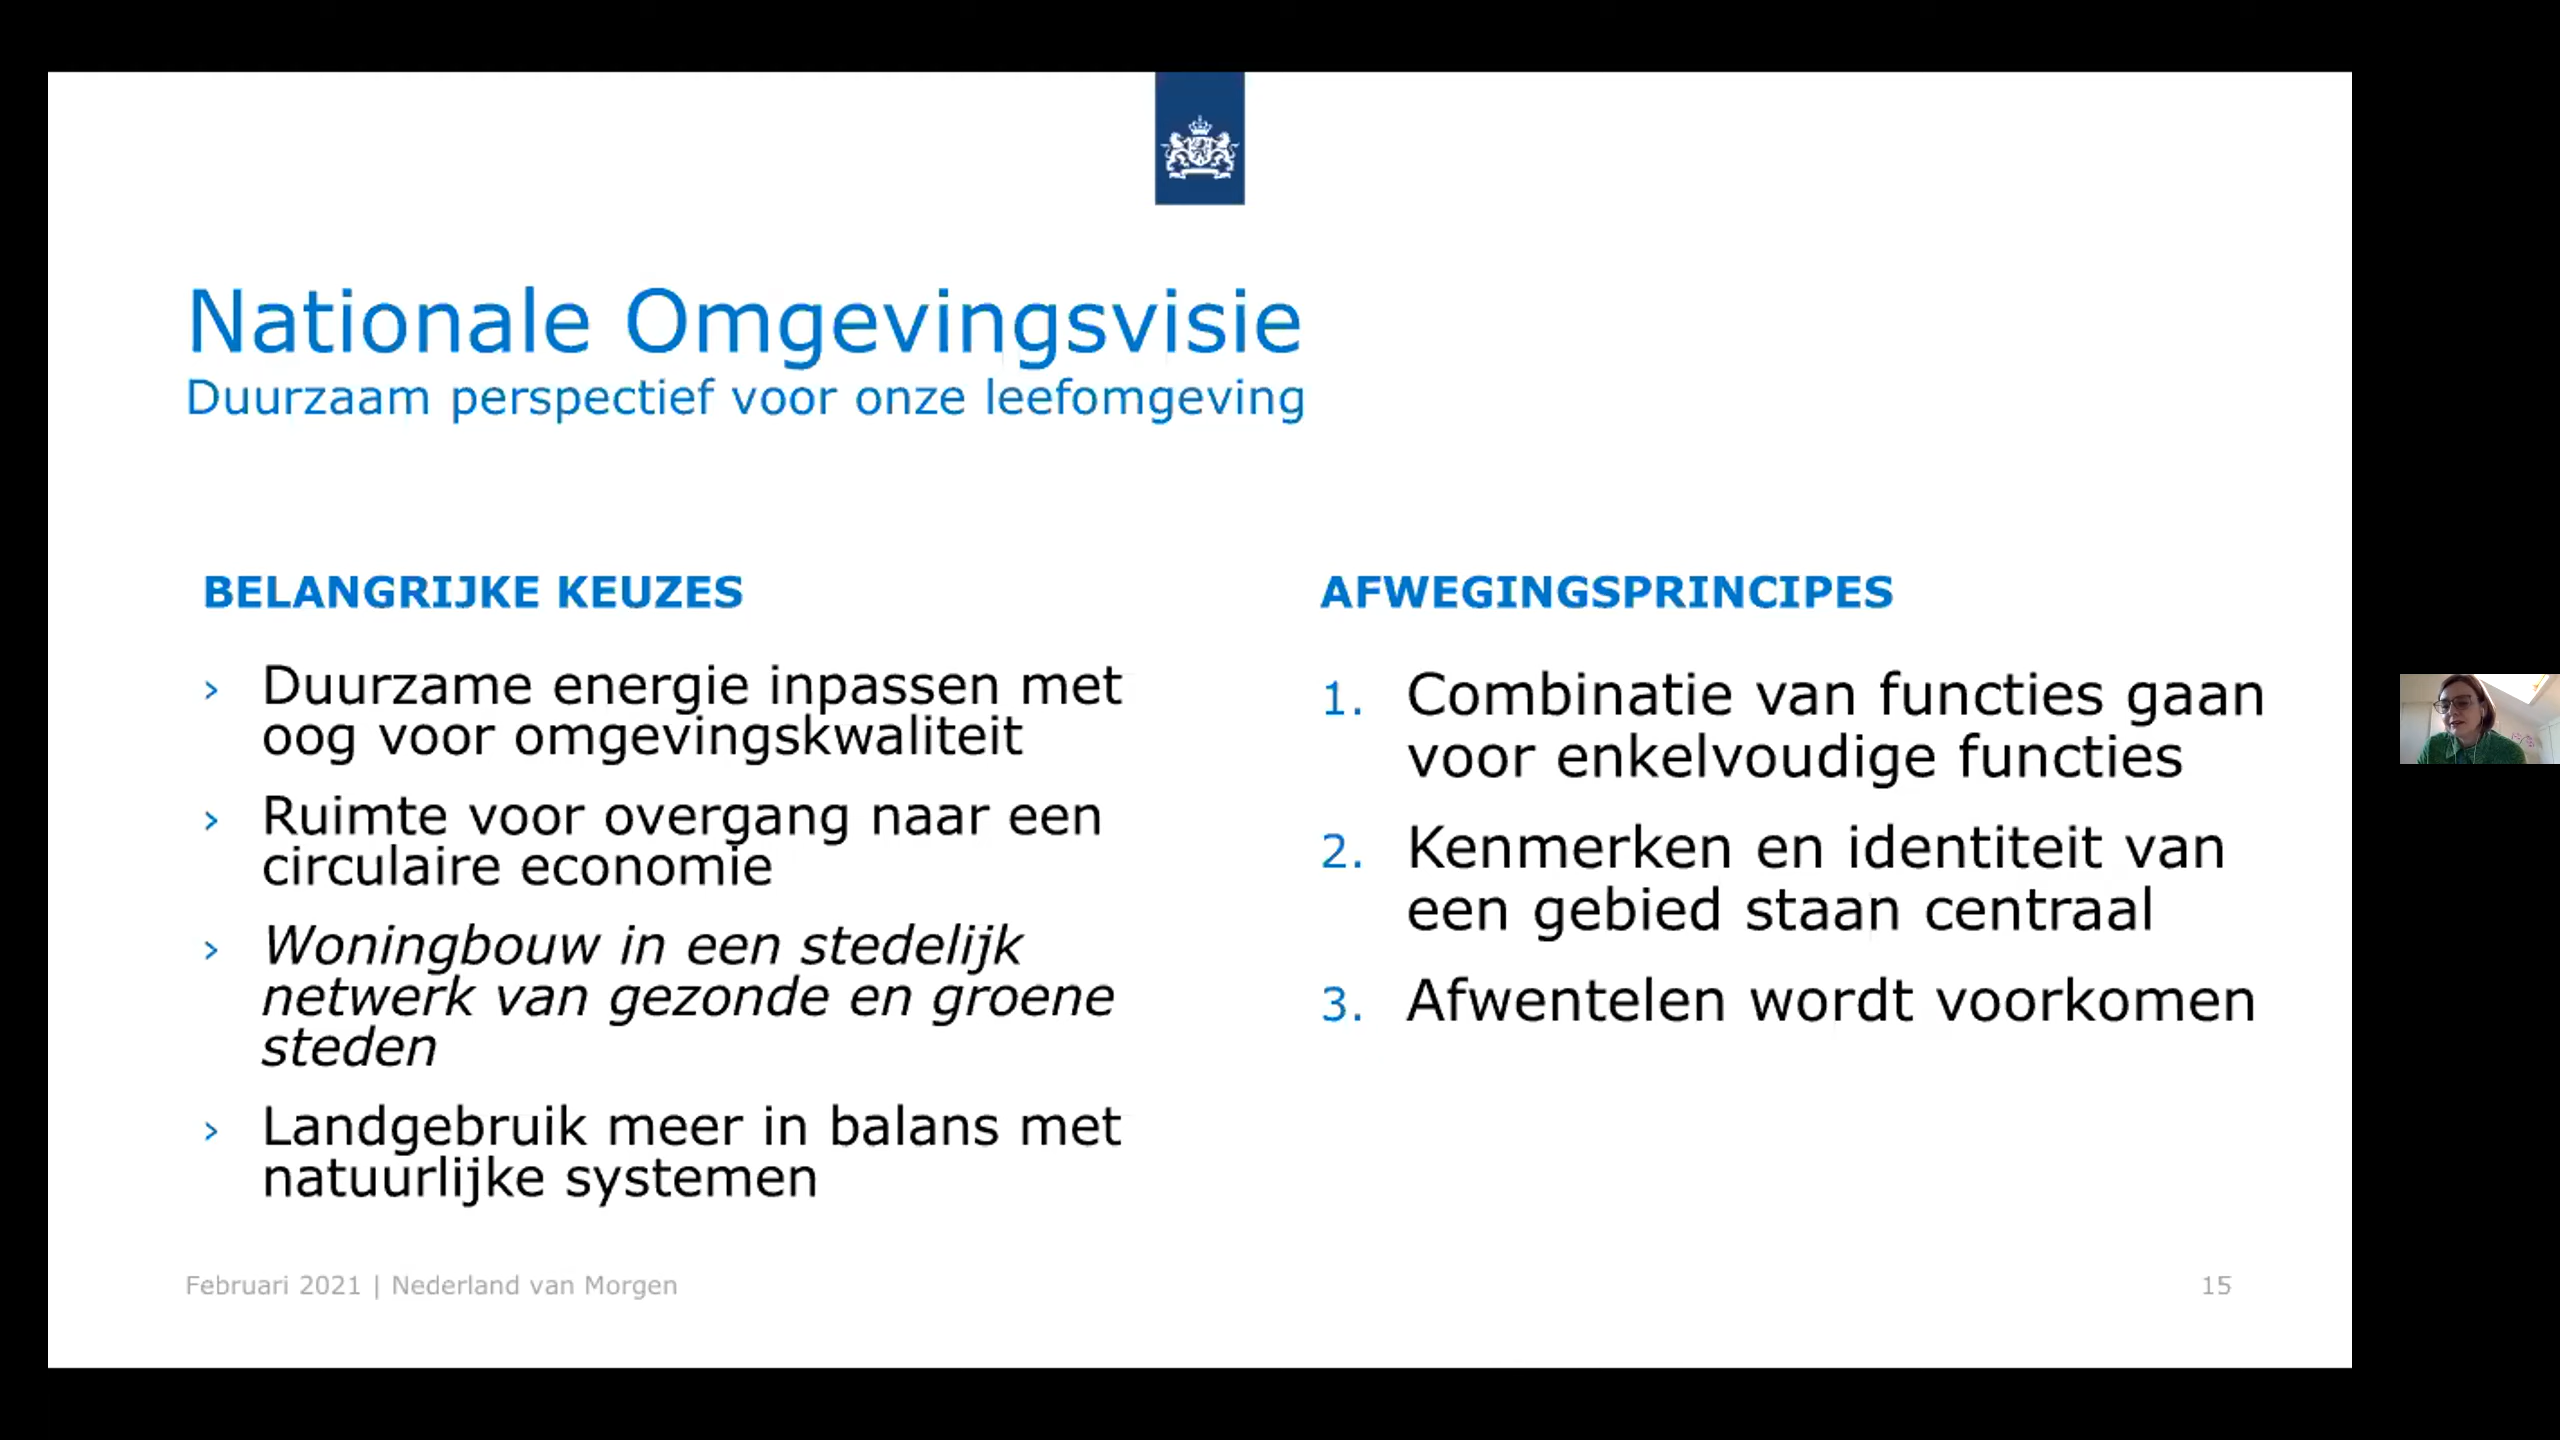 Nationale Omgevingsvisie
Duurzaam perspectief voor onze leefomgeving
BELANGRIJKE KEUZES
› Duurzame energie inpassen met
oog voor omgevingskwaliteit
› Ruimte voor overgang naar een
circulaire economie
› Woningbouw in een stedelijk
netwerk van gezonde en groene
steden
› Landgebruik meer in balans met
natuurlijke systemen
AFWEGINGSPRINCIPES
1. Combinatie van functies gaan
voor enkelvoudige functies
2. Kenmerken en identiteit van
een gebied staan centraal
3. Afwentelen wordt voorkomen
Februari 2021 | Nederland van Morgen
15